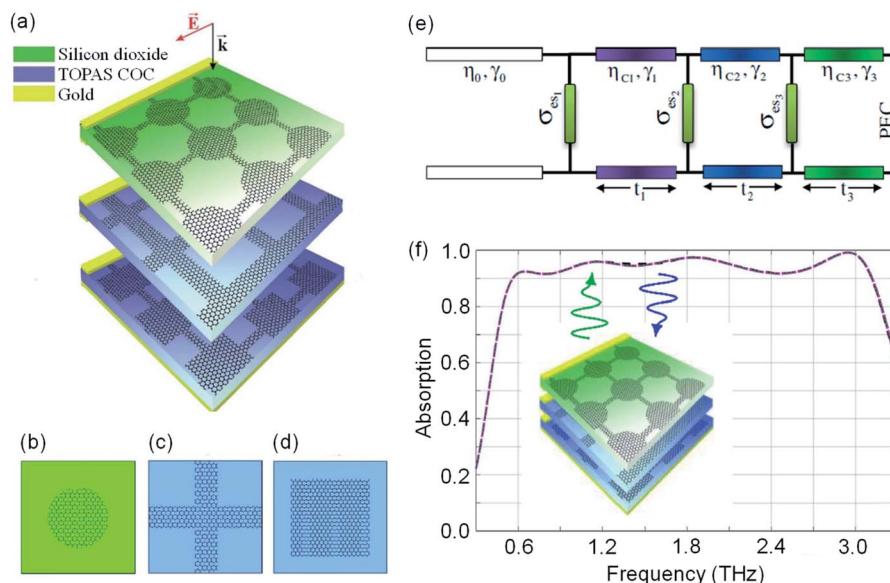 (a)
E
k
Silicon dioxide
TOPAS COC
Gold
(b)
(c)
(d)
(e)
η0, γ0
ηC1, γ1
ηC2, γ2
ηC3, γ3
σes1
σes2
σes3
PEC
t1
t2
t3
(f)
Absorption
1.0
0.8
0.6
0.4
0.2
0.0
0.6 1.2 1.8 2.4 3.0
Frequency (THz)